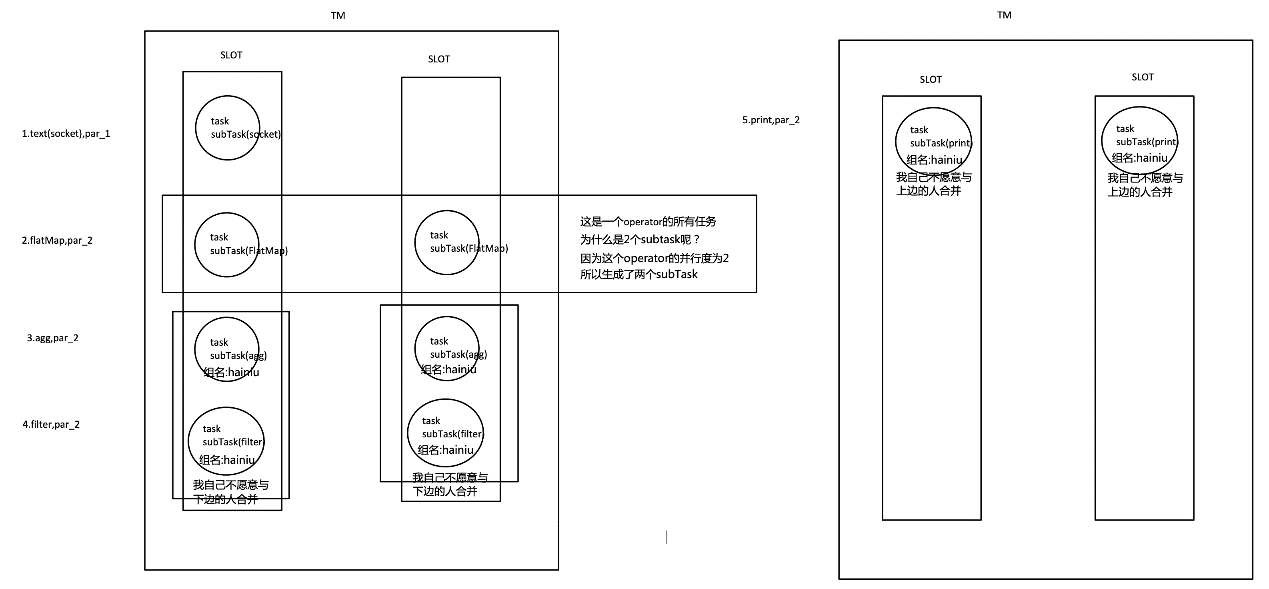 TM
SLOT
SLOT
1.text(socket),par_1
task
subTask(socket)
2.flatMap,par_2
task
subTask(FlatMap)
task
subTask(FlatMap)
这是一个operator的所有任务
为什么是2个subtask呢？
因为这个operator的并行度为2
所以生成了两个subTask
3.agg,par_2
task
subTask(agg)
组名:hainiu
task
subTask(agg)
组名:hainiu
4.filter,par_2
task
subTask(filter
组名:hainiu
我自己不愿意与
下边的人合并
task
subTask(filter
组名:hainiu
我自己不愿意与
下边的人合并
TM
SLOT
SLOT
5.print,par_2
task
subTask(print)
组名:hainiu
我自己不愿意与
上边的人合并
task
subTask(print
组名:hainiu
我自己不愿意与
上边的人合并